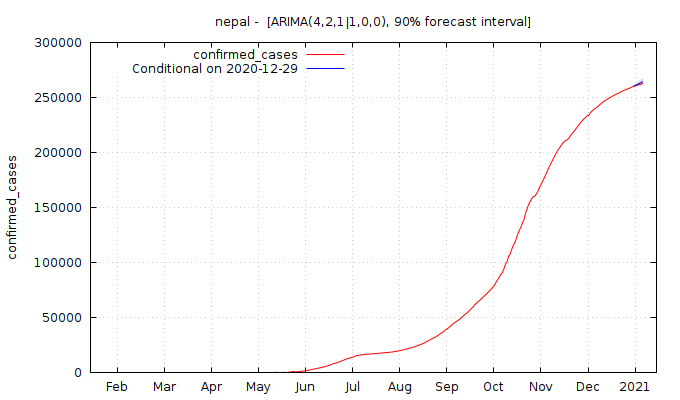 nepal -  [ARIMA(4,2,1|1,0,0), 90% forecast interval]
confirmed_cases
Conditional on 2020-12-29
300000
250000
200000
150000
100000
50000
0
confirmed_cases
Feb Mar Apr May Jun Jul Aug Sep Oct Nov Dec 2021